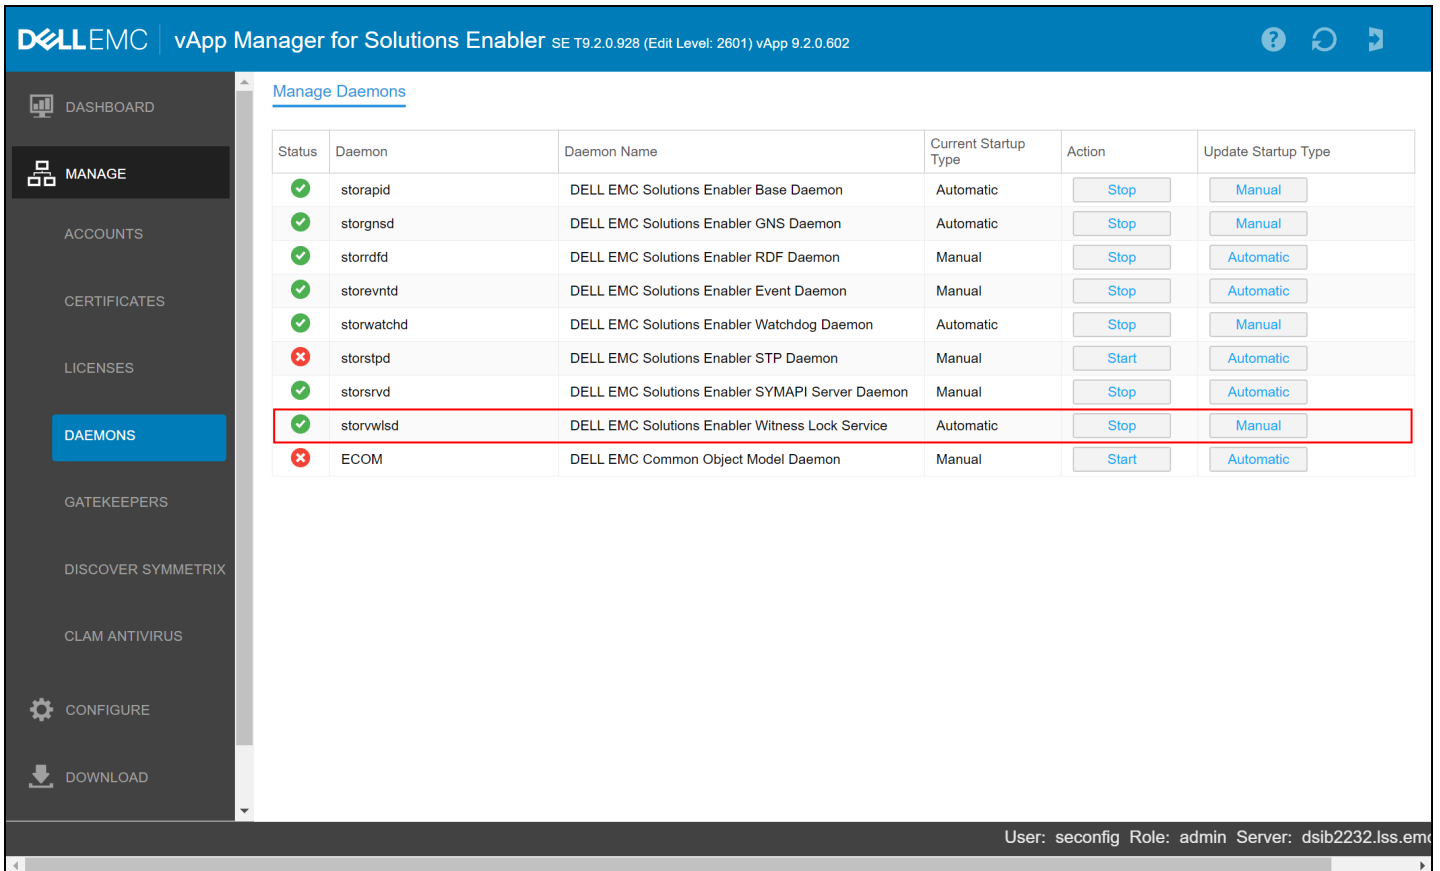 DELLEMC vApp Manager for Solutions Enabler SE T9.2.0.928 (Edit Level: 2601) vApp 9.2.0.602
DASHBOARD
MANAGE
ACCOUNTS
CERTIFICATES
LICENSES
DAEMONS
GATEKEEPERS
DISCOVER SYMMETRIX
CLAM ANTIVIRUS
CONFIGURE
DOWNLOAD
Manage Daemons
Status Daemon Daemon Name Current Startup Type Action Update Startup Type
storapid DELL EMC Solutions Enabler Base Daemon Automatic Stop Manual
storgnsd DELL EMC Solutions Enabler GNS Daemon Automatic Stop Manual
storrdfd DELL EMC Solutions Enabler RDF Daemon Manual Stop Automatic
storevntd DELL EMC Solutions Enabler Event Daemon Manual Stop Automatic
storwatchd DELL EMC Solutions Enabler Watchdog Daemon Automatic Stop Manual
storstpd DELL EMC Solutions Enabler STP Daemon Manual Start Automatic
storsrvd DELL EMC Solutions Enabler SYMAPI Server Daemon Manual Stop Automatic
storvwlsd DELL EMC Solutions Enabler Witness Lock Service Automatic Stop Manual
ECOM DELL EMC Common Object Model Daemon Manual Start Automatic
User: seconfig Role: admin Server: dsib2232.lss.emc